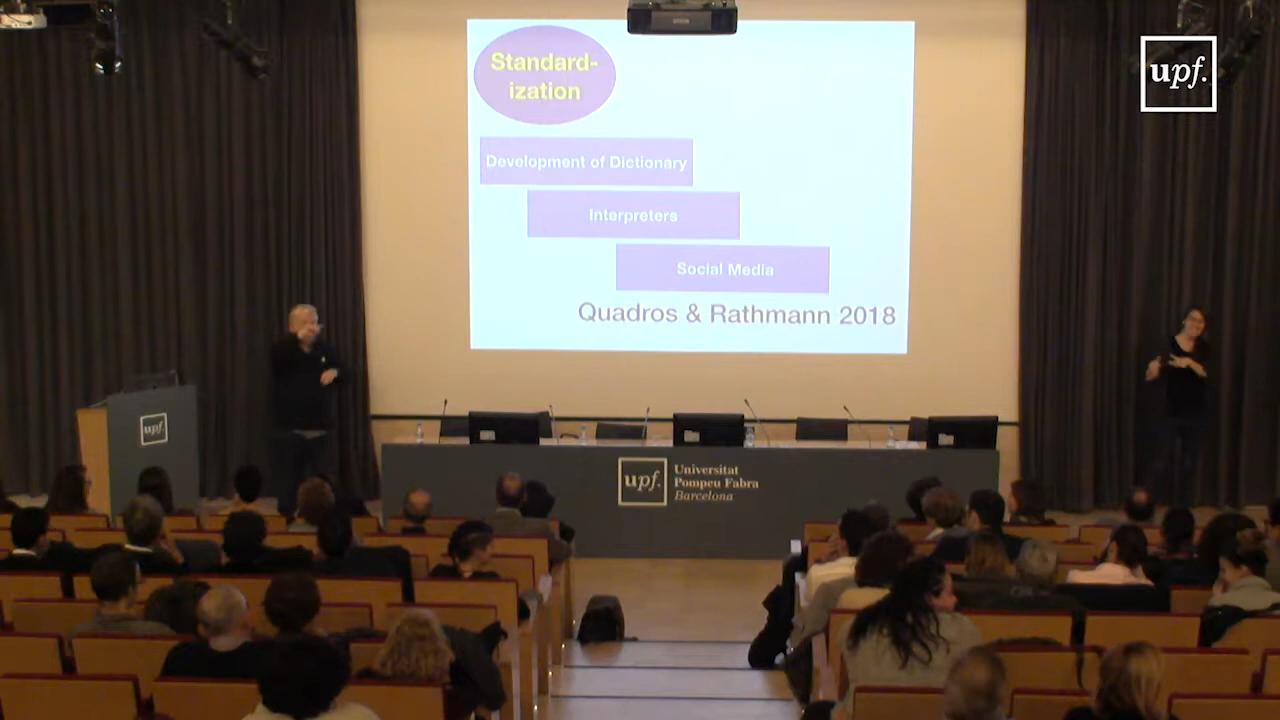 Standard-
ization
Development of Dictionary
Interpreters
Social Media
Quadros & Rathmann 2018
upf.
upf.
upf.
Universitat
Pompeu Fabra
Barcelona